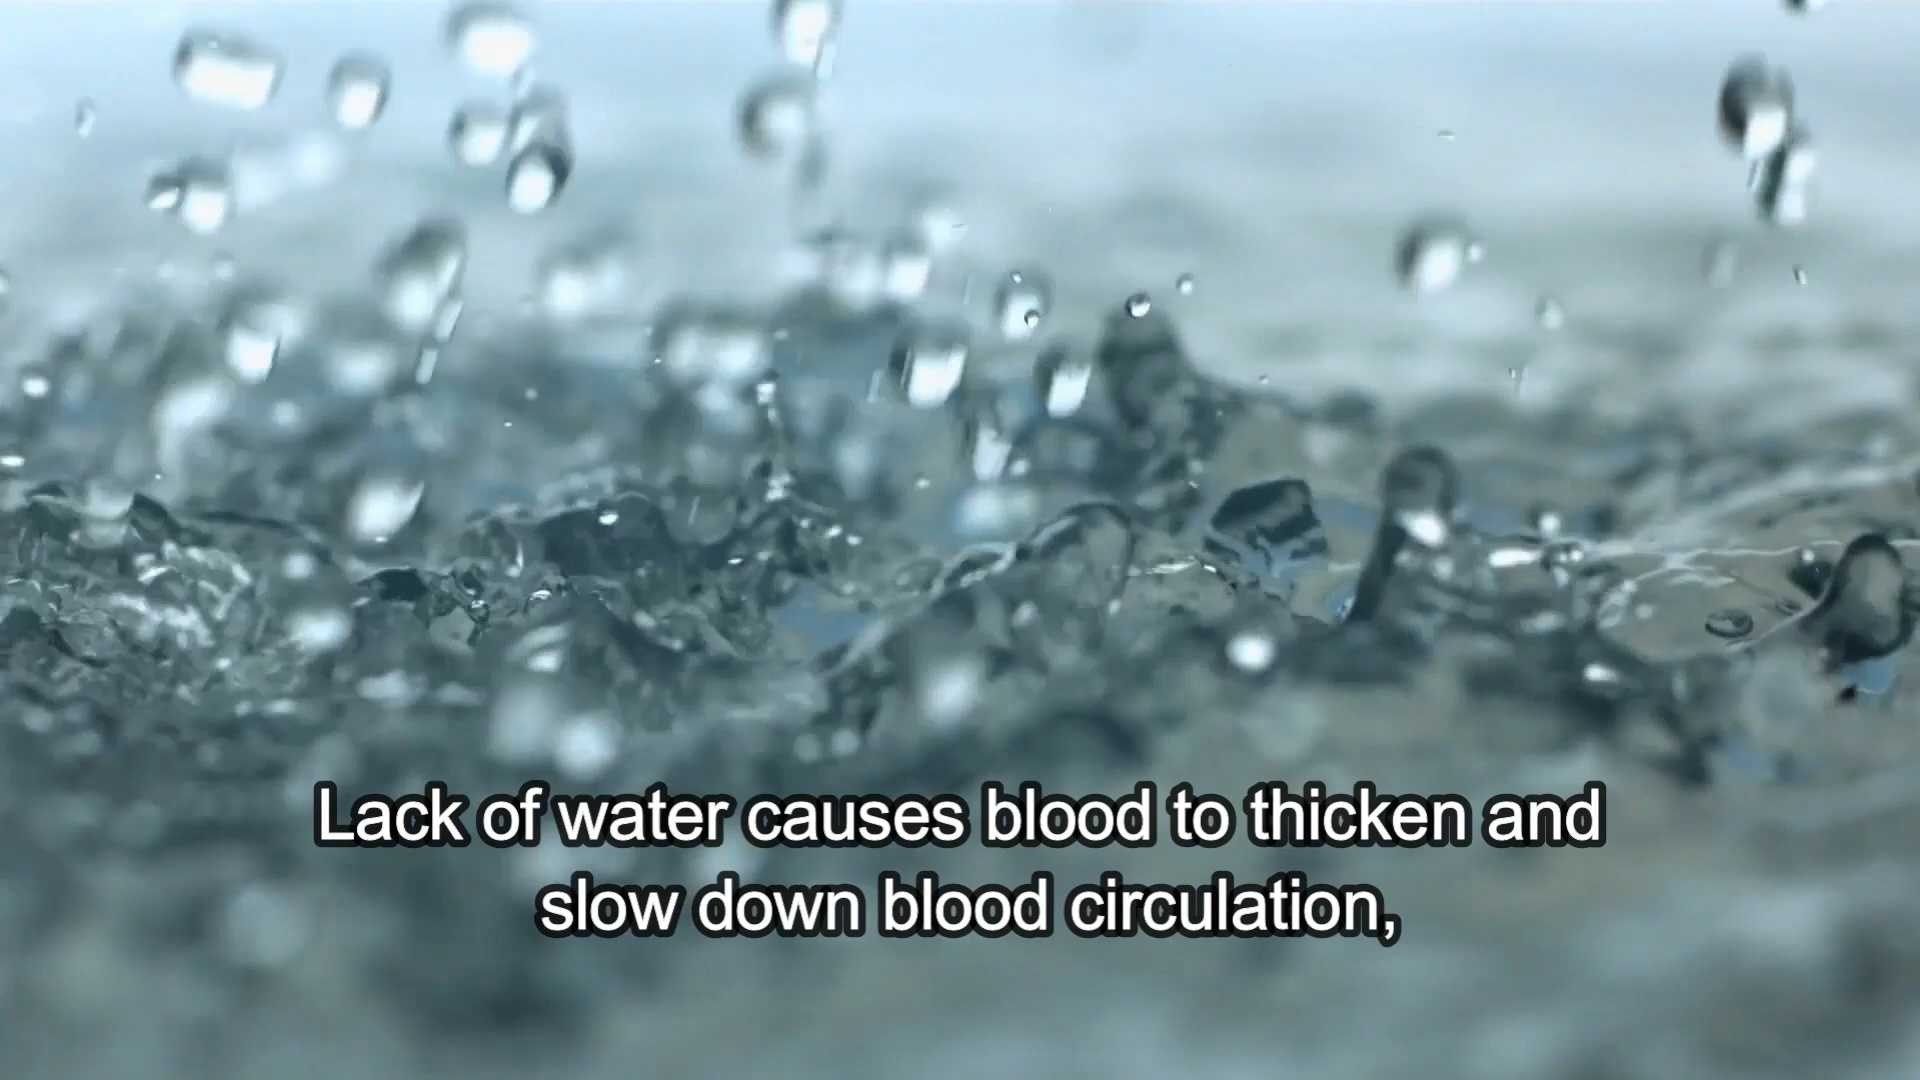 Lack of water causes blood to thicken and
slow down blood circulation,